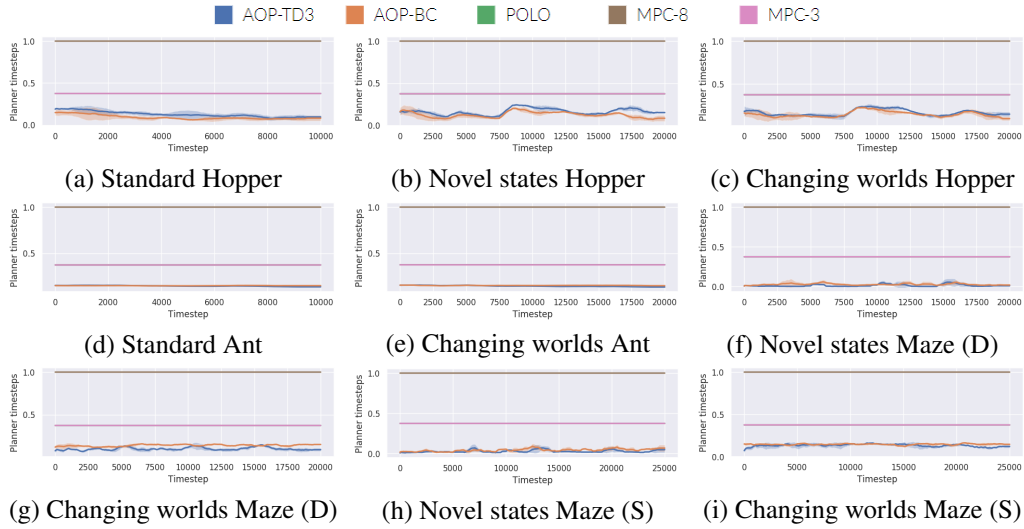 AOP-TD3 AOP-BC POLO MPC-8 MPC-3
Planner timesteps 1.0 0.5 0.0
0 2000 4000 6000 8000 10000
Timestep
(a) Standard Hopper
Planner timesteps 1.0 0.5 0.0
0 2500 5000 7500 10000 12500 15000 17500 20000
Timestep
(b) Novel states Hopper
Planner timesteps 1.0 0.5 0.0
0 2500 5000 7500 10000 12500 15000 17500 20000
Timestep
(c) Changing worlds Hopper
Planner timesteps 1.0 0.5
0 2000 4000 6000 8000 10000
Timestep
(d) Standard Ant
Planner timesteps 1.0 0.5
0 2500 5000 7500 10000 12500 15000 17500 20000
Timestep
(e) Changing worlds Ant
Planner timesteps 1.0 0.5 0.0
0 2500 5000 7500 10000 12500 15000 17500 20000
Timestep
(f) Novel states Maze (D)
Planner timesteps 1.0 0.5
0 2500 5000 7500 10000 12500 15000 17500 20000
Timestep
(g) Changing worlds Maze (D)
Planner timesteps 1.0 0.5 0.0
0 5000 10000 15000 20000 25000
Timestep
(h) Novel states Maze (S)
Planner timesteps 1.0 0.5
0 5000 10000 15000 20000 25000
Timestep
(i) Changing worlds Maze (S)